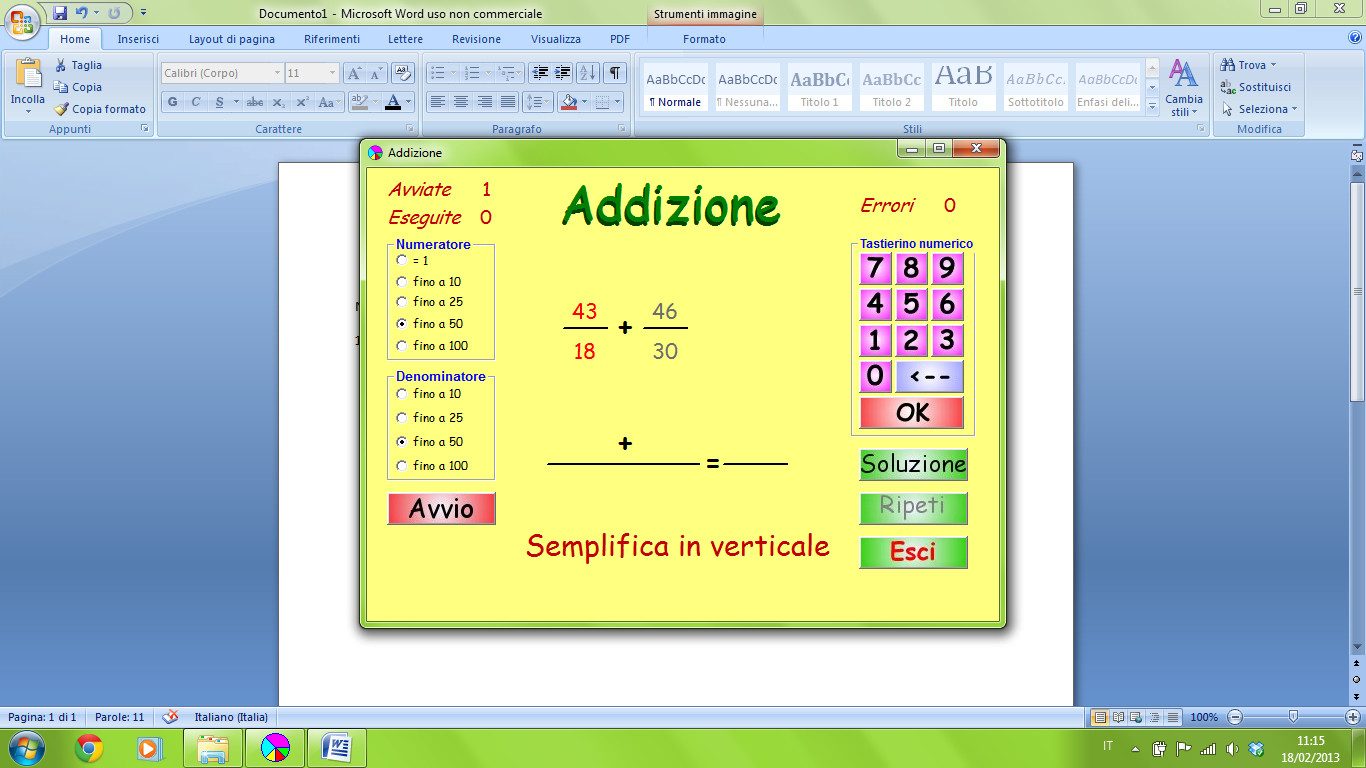 Documento1 - Microsoft Word uso non commerciale
Strumenti immagine
Home Inserisci Layout di pagina Riferimenti Lettere Revisione Visualizza PDF Formato
Incolla
Taglia
Copia
Copia formato
Appunti
Calibri (Corpo) 11
G C S abc x₂ x² Aa
Carattere
Paragrafo
AaBbCcDc AaBbCcDc AaBbCc AaBbCc AaB AaBbCc. AaBbCcDc
¶ Normale ¶ Nessuna... Titolo 1 Titolo 2 Titolo Sottotitolo Enfasi deli...
Cambia stili
Stili
Trova
Sostituisci
Seleziona
Modifica
Addizione
Avviate 1
Eseguite 0
Addizione
Errori 0
Numeratore
= 1
fino a 10
fino a 25
fino a 50
fino a 100
Denominatore
fino a 10
fino a 25
fino a 50
fino a 100
Avvio
43 46
+
18 30
+
=
Semplifica in verticale
Tastierino numerico
7 8 9
4 5 6
1 2 3
0 <--
OK
Soluzione
Ripeti
Esci
Pagina: 1 di 1 Parole: 11 Italiano (Italia) 100%
IT
11:15
18/02/2013